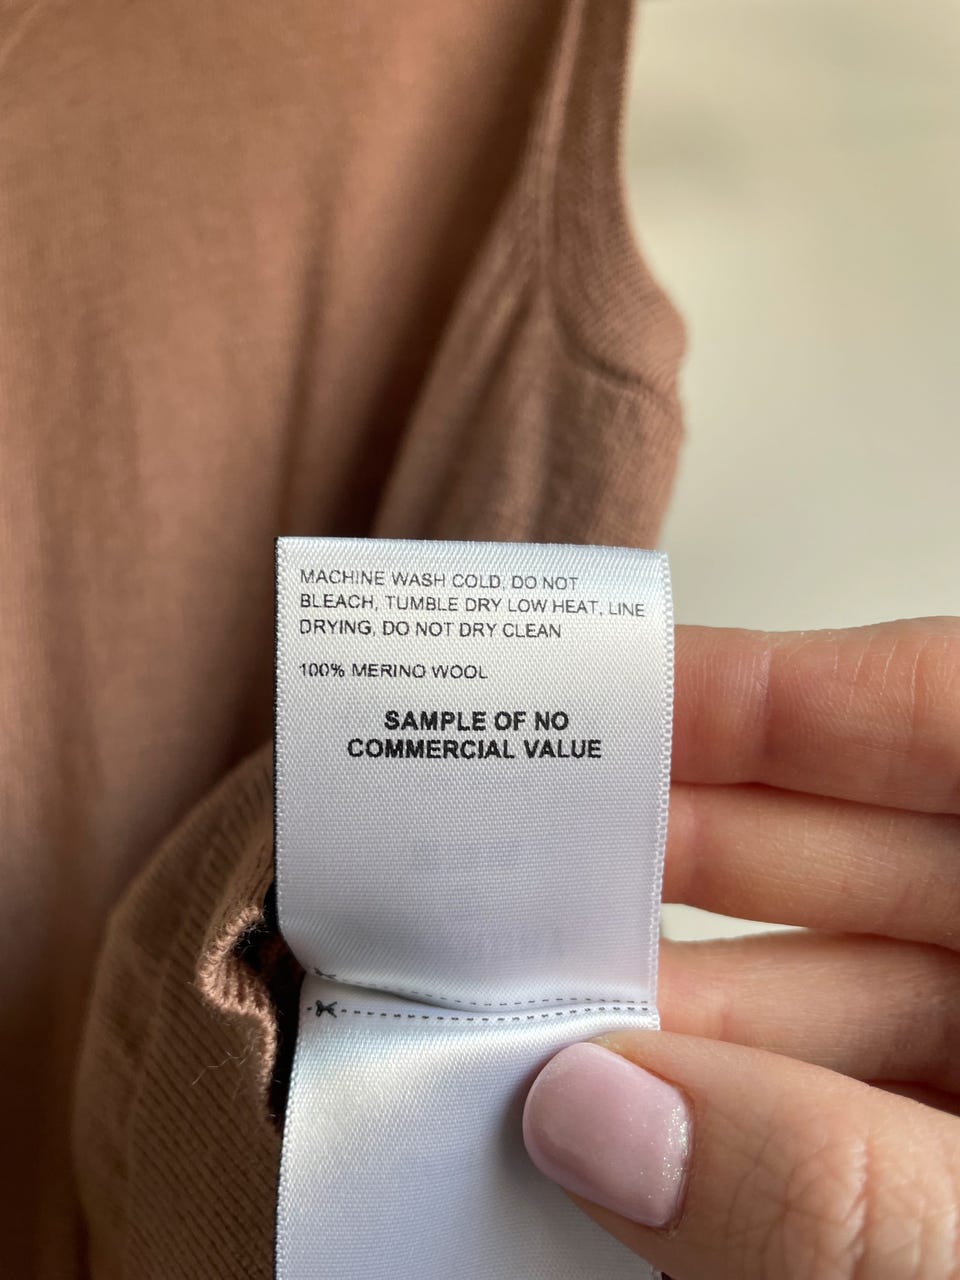 MACHINE WASH COLD, DO NOT
BLEACH, TUMBLE DRY LOW HEAT, LINE
DRYING, DO NOT DRY CLEAN
100% MERINO WOOL
SAMPLE OF NO
COMMERCIAL VALUE